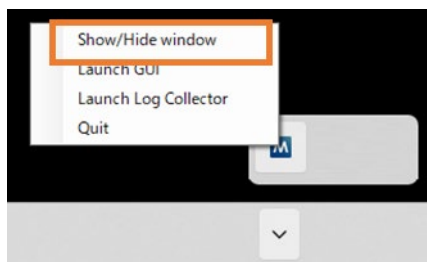 Show/Hide window
Launch GUI
Launch Log Collector
Quit
M